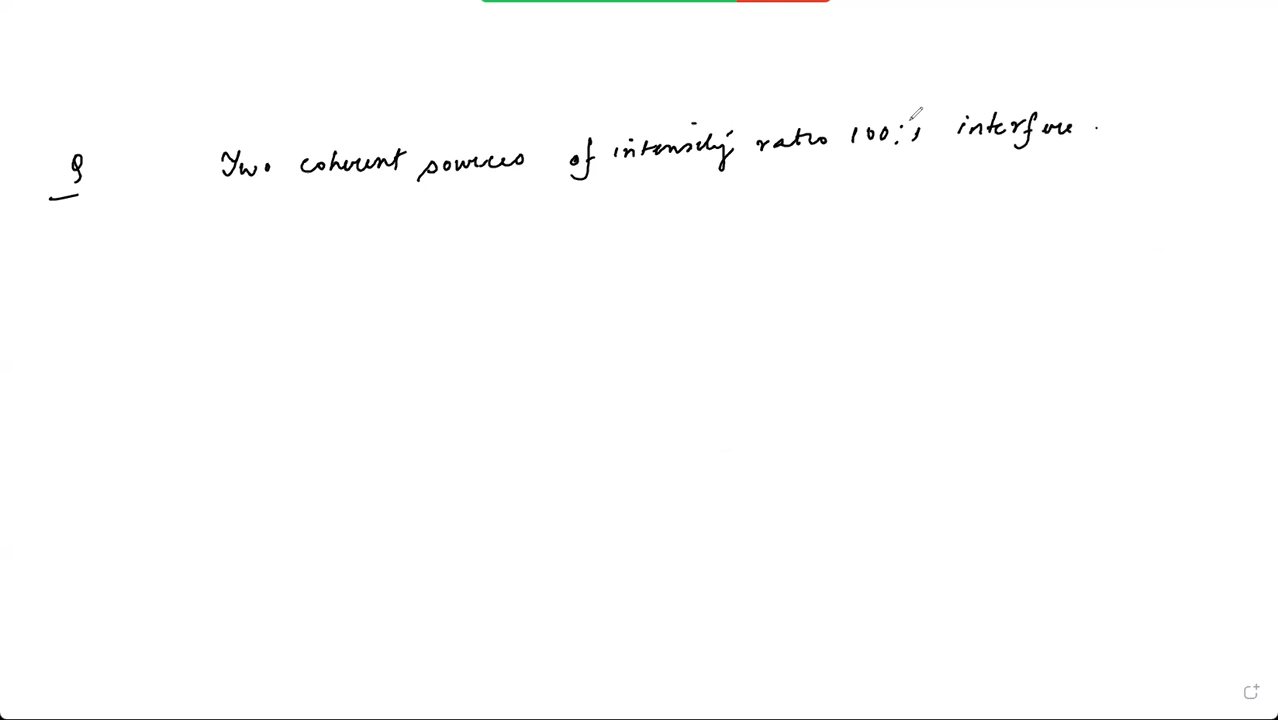 Q Two coherent sources of intensity ratio 100:1 interfere.